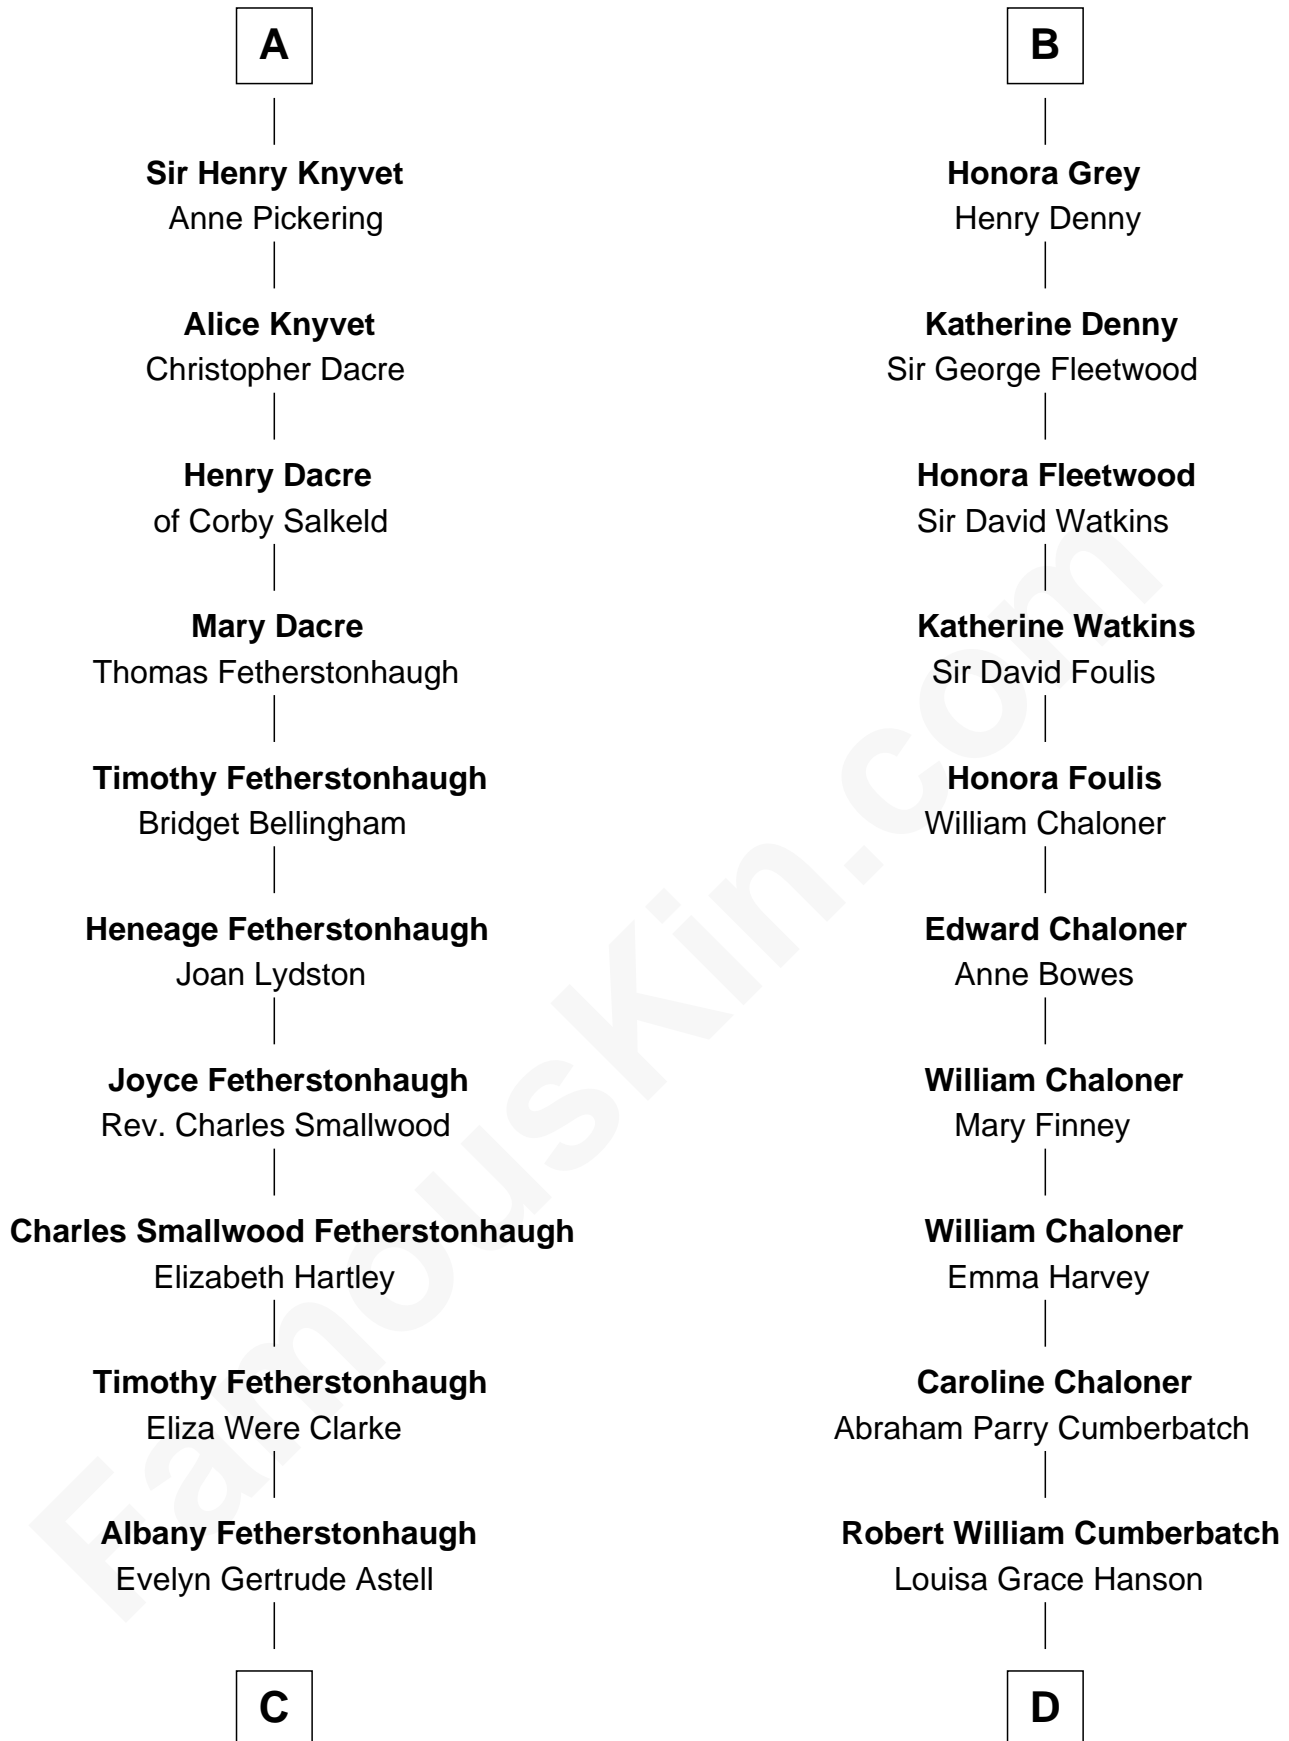 A
Sir Henry Knyvet
Anne Pickering
Alice Knyvet
Christopher Dacre
Henry Dacre
of Corby Salkeld
Mary Dacre
Thomas Fetherstonhaugh
Timothy Fetherstonhaugh
Bridget Bellingham
Heneage Fetherstonhaugh
Joan Lydston
Joyce Fetherstonhaugh
Rev. Charles Smallwood
Charles Smallwood Fetherstonhaugh
Elizabeth Hartley
Timothy Fetherstonhaugh
Eliza Were Clarke
Albany Fetherstonhaugh
Evelyn Gertrude Astell
C
B
Honora Grey
Henry Denny
Katherine Denny
Sir George Fleetwood
Honora Fleetwood
Sir David Watkins
Katherine Watkins
Sir David Foulis
Honora Foulis
William Chaloner
Edward Chaloner
Anne Bowes
William Chaloner
Mary Finney
William Chaloner
Emma Harvey
Caroline Chaloner
Abraham Parry Cumberbatch
Robert William Cumberbatch
Louisa Grace Hanson
D
FamousKin.com